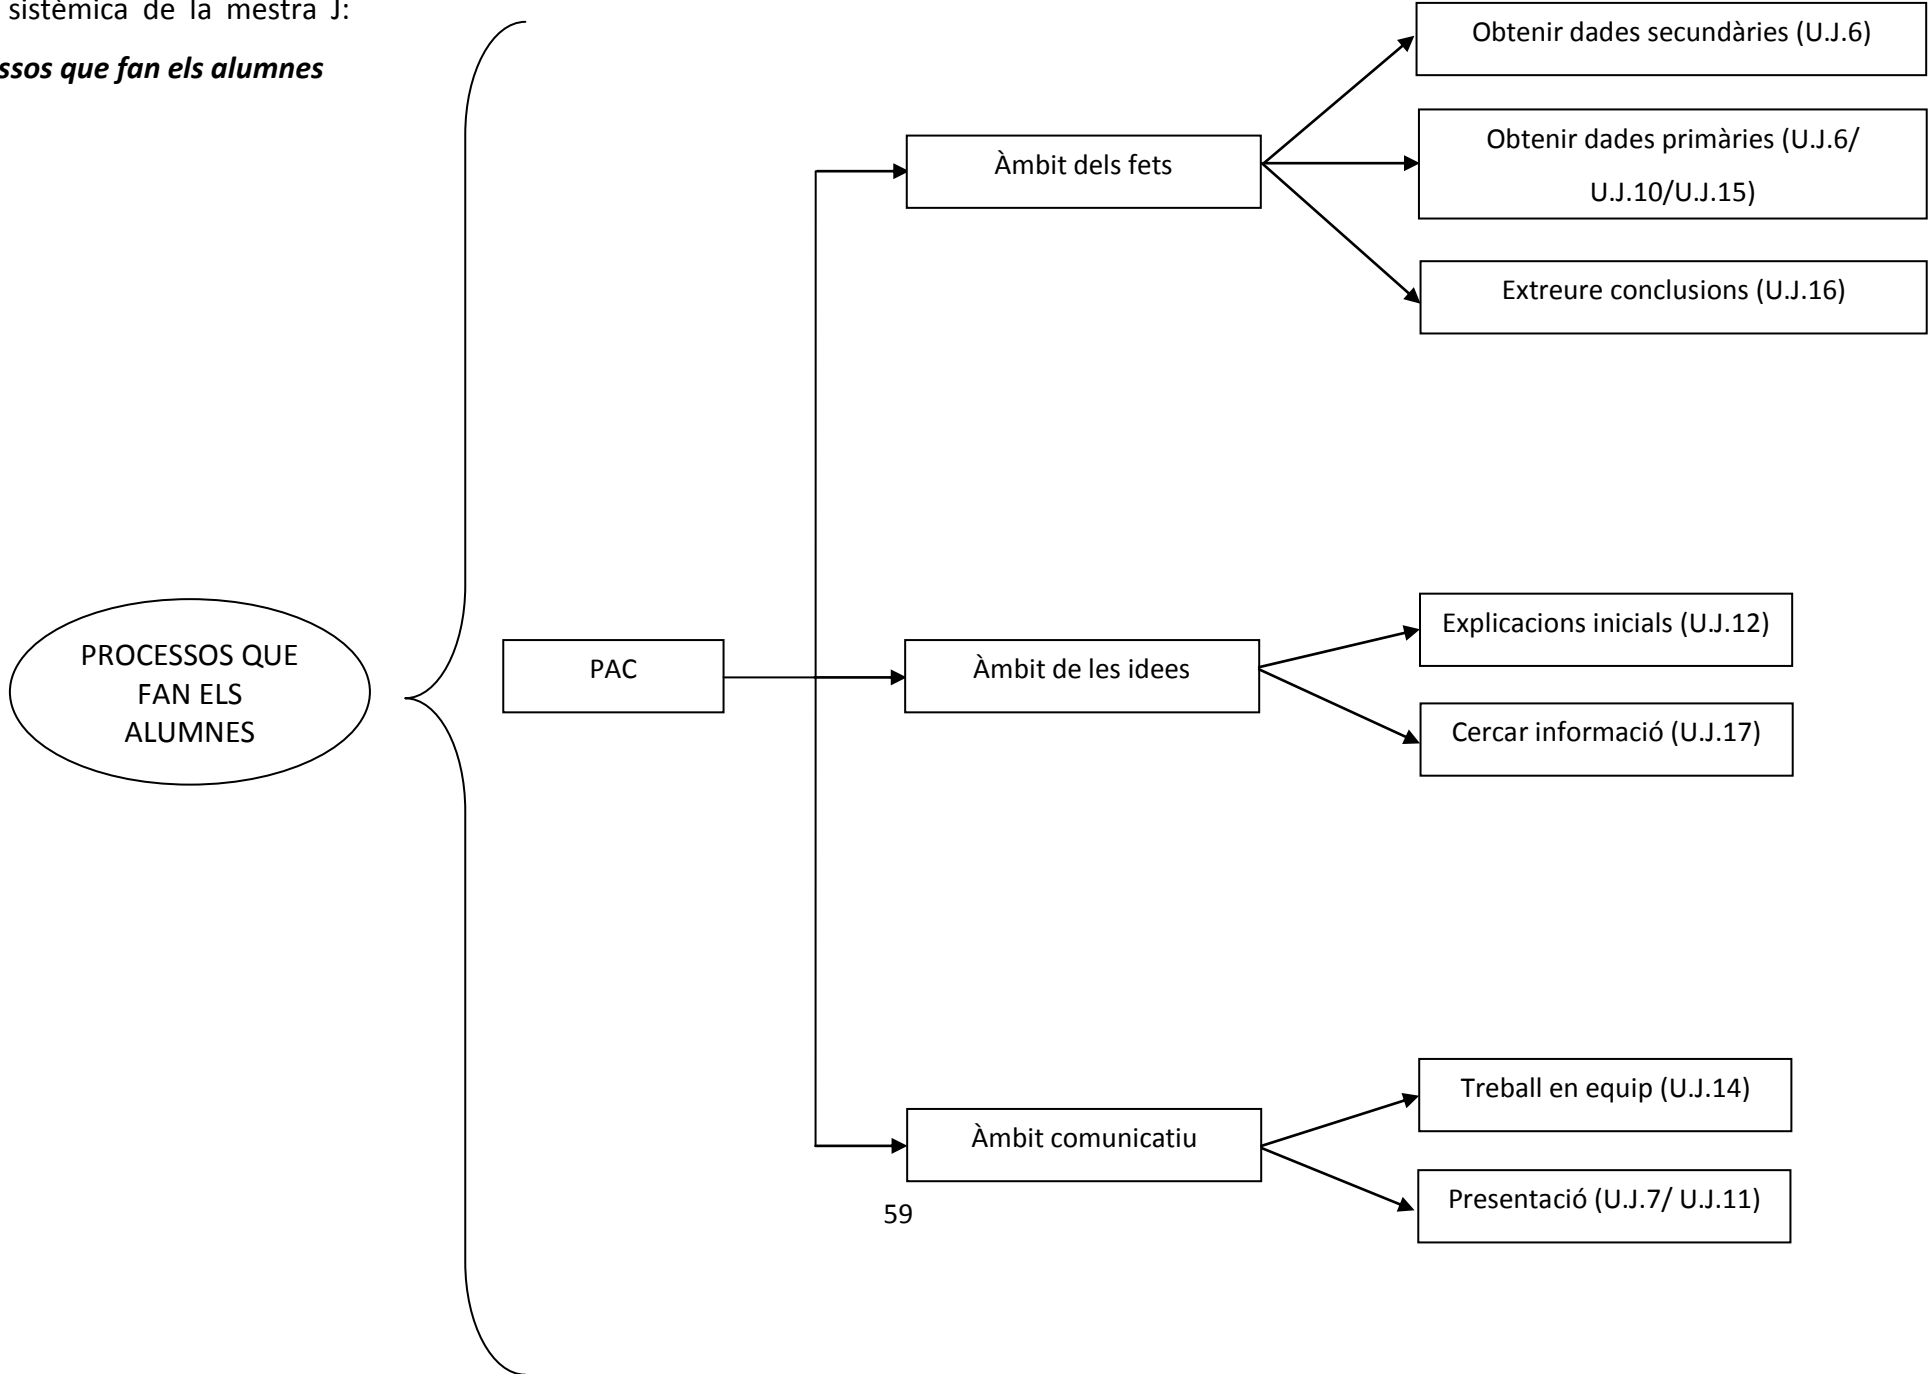 sistèmica de la mestra J:
ssos que fan els alumnes
Obtenir dades secundàries (U.J.6)
Àmbit dels fets
Obtenir dades primàries (U.J.6/
U.J.10/U.J.15)
Extreure conclusions (U.J.16)
PROCESSOS QUE
FAN ELS
ALUMNES
PAC
Àmbit de les idees
Explicacions inicials (U.J.12)
Cercar informació (U.J.17)
Àmbit comunicatiu
Treball en equip (U.J.14)
Presentació (U.J.7/ U.J.11)
59